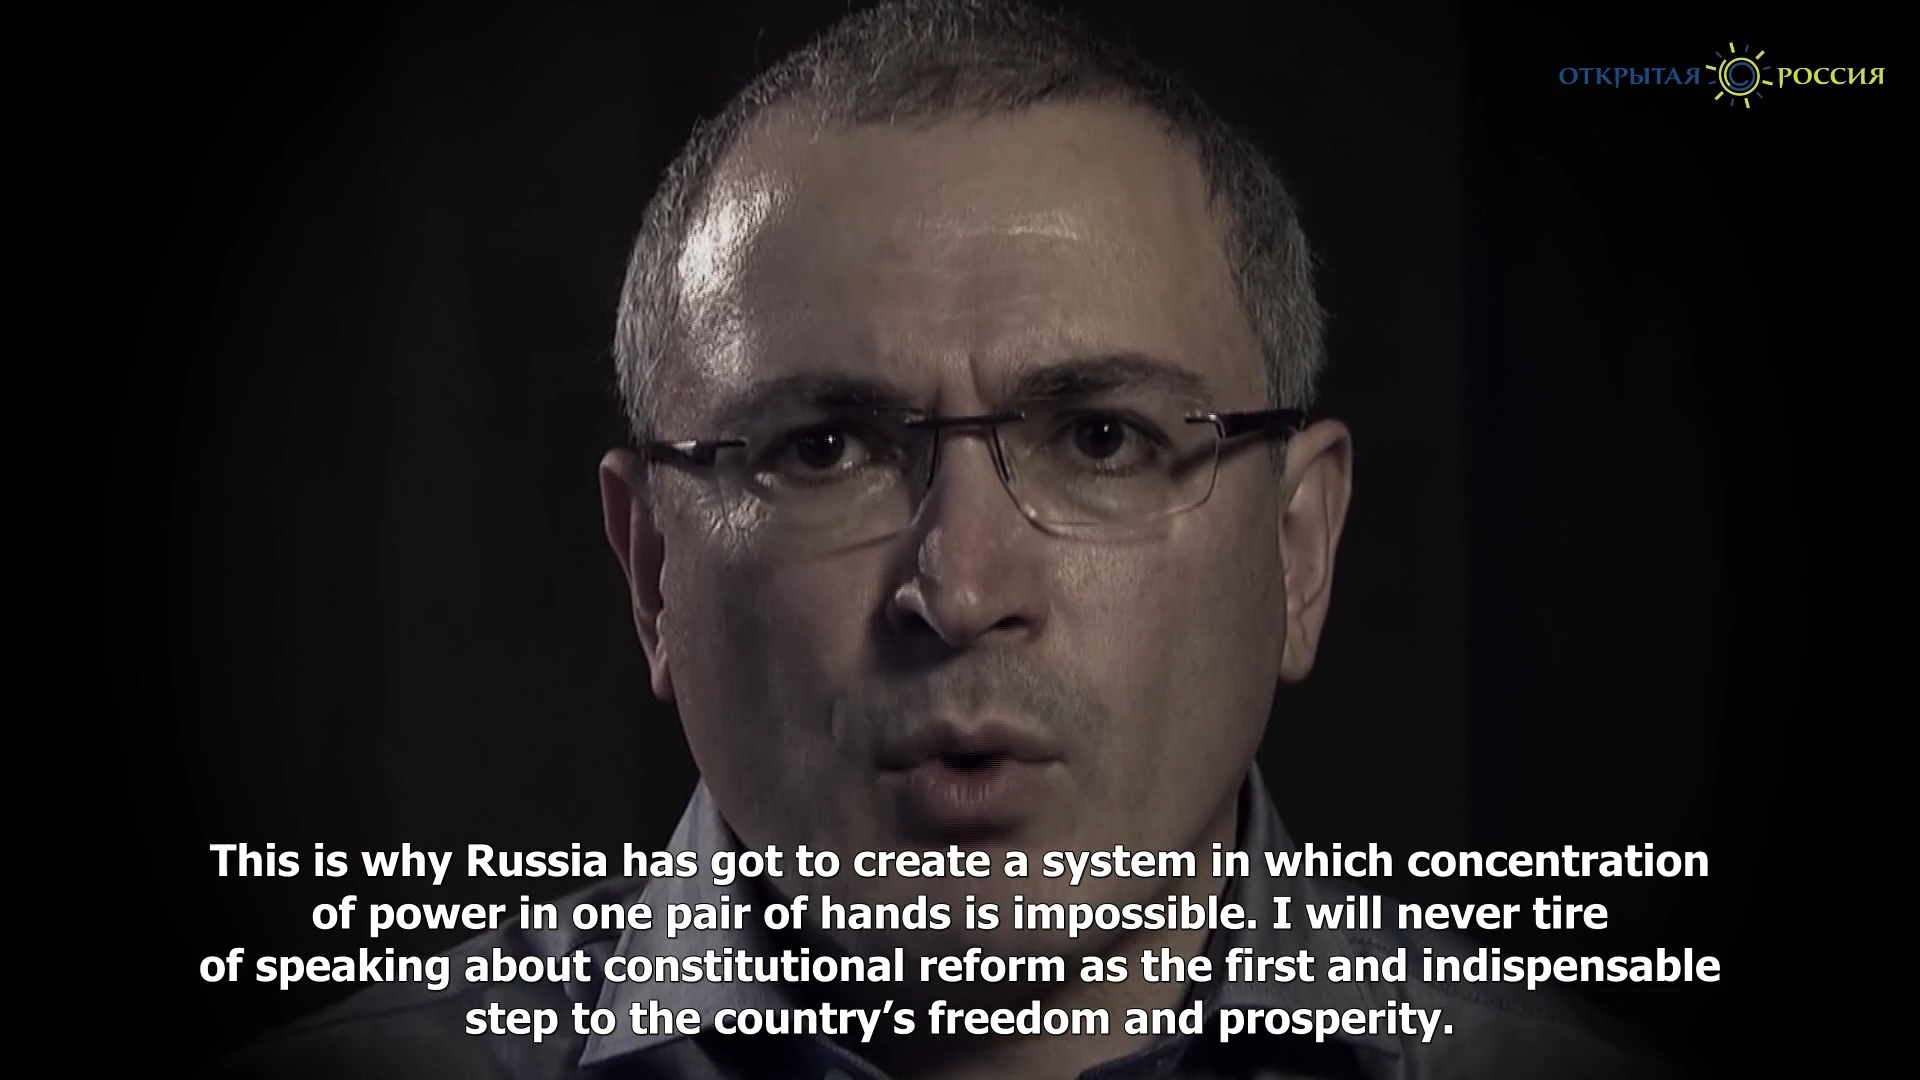 ОТКРЫТАЯ РОССИЯ
This is why Russia has got to create a system in which concentration
of power in one pair of hands is impossible. I will never tire
of speaking about constitutional reform as the first and indispensable
step to the country’s freedom and prosperity.